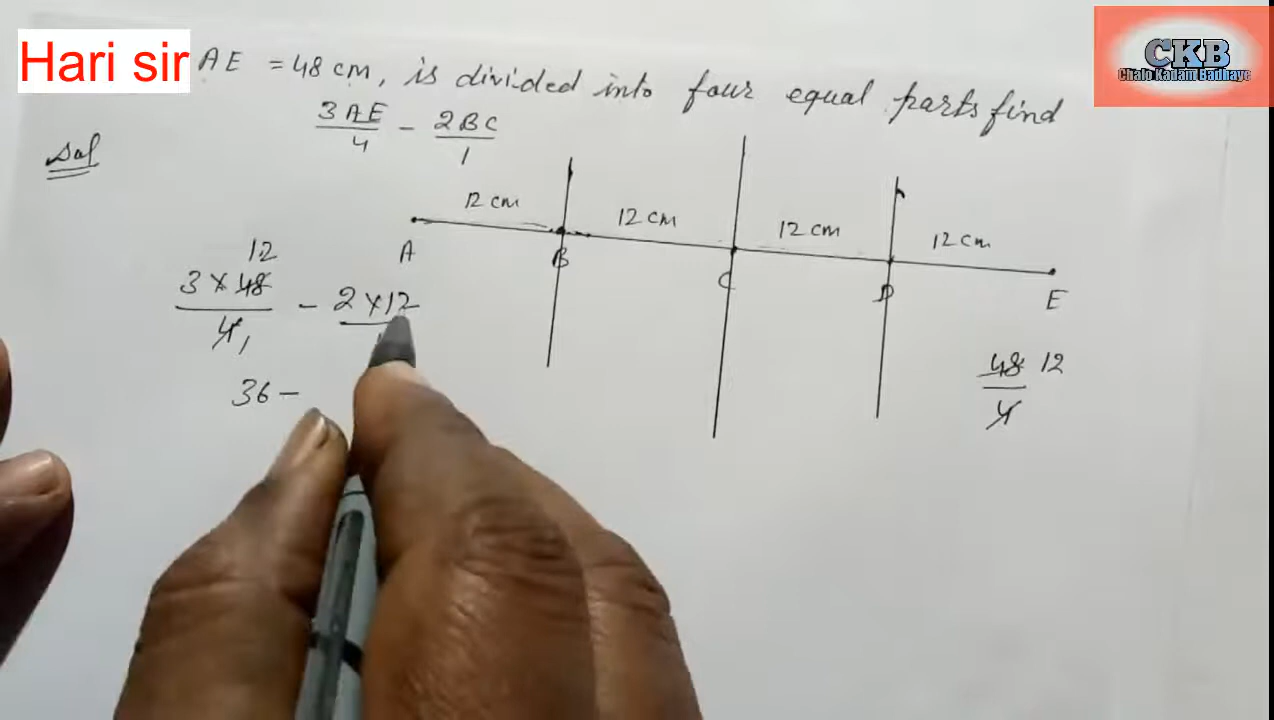 Hari sir
CKB
Chalo Kadam Badhaye
AE = 48 cm, is divided into four equal parts find
3AE/4 - 2BC/1
Sol
12 cm 12 cm 12 cm 12 cm
A B C D E
12
3 × 48/4 1 - 2 × 12
36 -
48/4 12